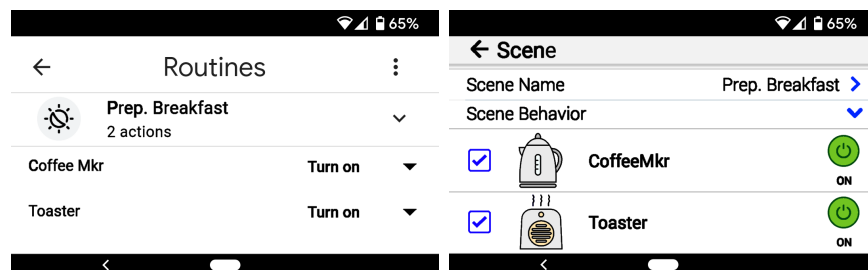 65%
Routines
Prep. Breakfast
2 actions
Coffee Mkr Turn on
Toaster Turn on
65%
Scene
Scene Name Prep. Breakfast
Scene Behavior
CoffeeMkr
ON
Toaster
ON